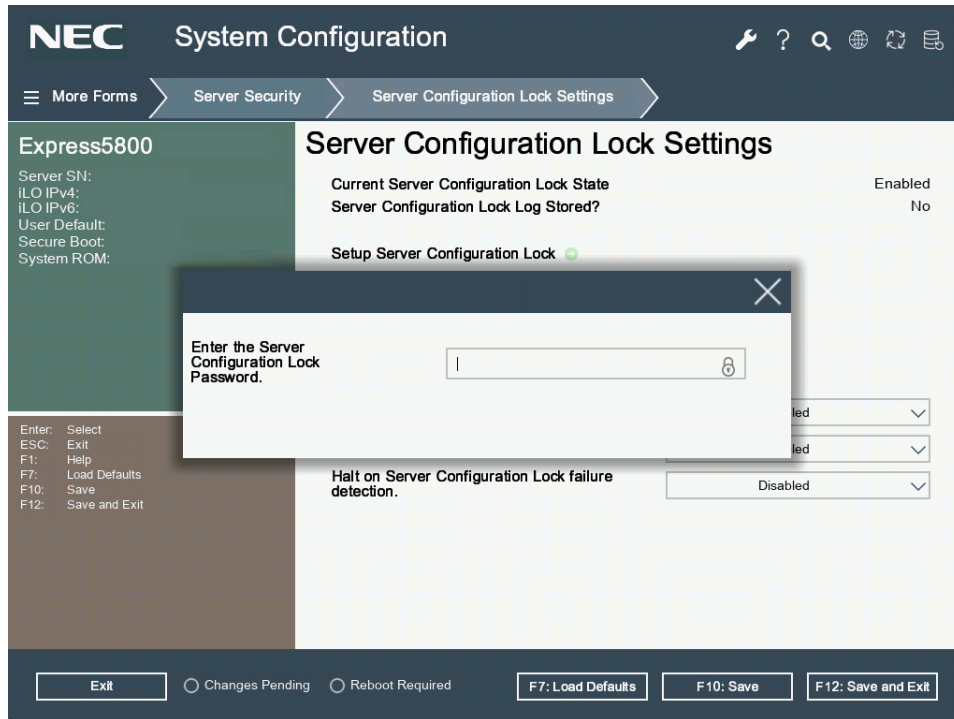 NEC System Configuration
?
More Forms
Server Security
Server Configuration Lock Settings
Express5800
Server SN:
iLO IPv4:
iLO IPv6:
User Default:
Secure Boot:
System ROM:
Server Configuration Lock Settings
Current Server Configuration Lock State Enabled
Server Configuration Lock Log Stored? No
Setup Server Configuration Lock
Enter the Server
Configuration Lock
Password.
led
led
Halt on Server Configuration Lock failure
detection.
Disabled
Enter: Select
ESC: Exit
F1: Help
F7: Load Defaults
F10: Save
F12: Save and Exit
Exit
Changes Pending
Reboot Required
F7: Load Defaults
F10: Save
F12: Save and Exit